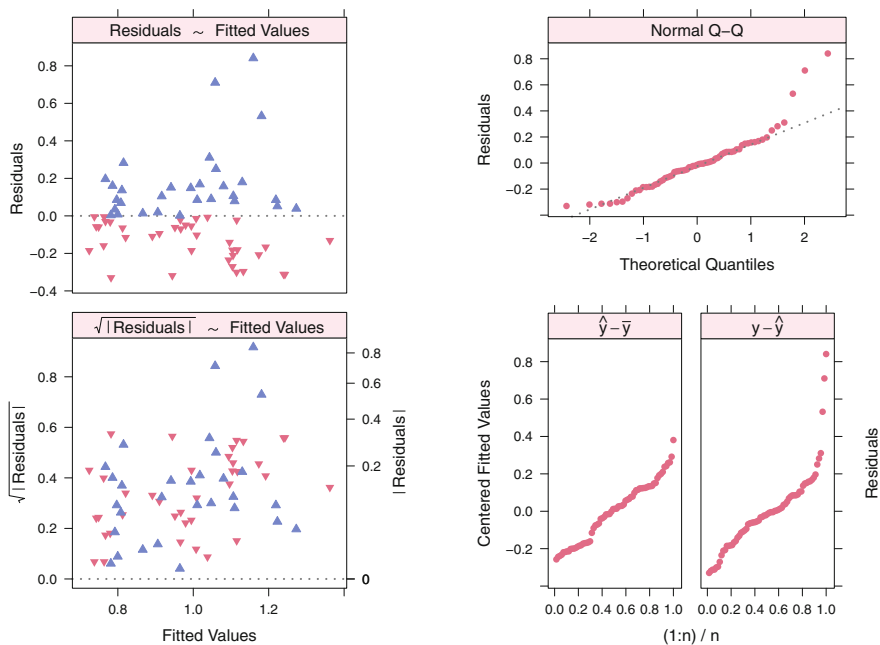 Residuals ~ Fitted Values
Residuals
0.8
0.6
0.4
0.2
0.0
−0.2
−0.4
√|Residuals| ~ Fitted Values
√|Residuals|
0.8
0.6
0.4
0.2
0.0
0.8
0.6
0.4
0.2
0
|Residuals|
0.8 1.0 1.2
Fitted Values
Normal Q−Q
Residuals
0.8
0.6
0.4
0.2
0.0
−0.2
−2 −1 0 1 2
Theoretical Quantiles
ŷ − ȳ y − ŷ
Centered Fitted Values
0.8
0.6
0.4
0.2
0.0
−0.2
Residuals
0.0 0.2 0.4 0.6 0.8 1.0 0.0 0.2 0.4 0.6 0.8 1.0
(1:n) / n